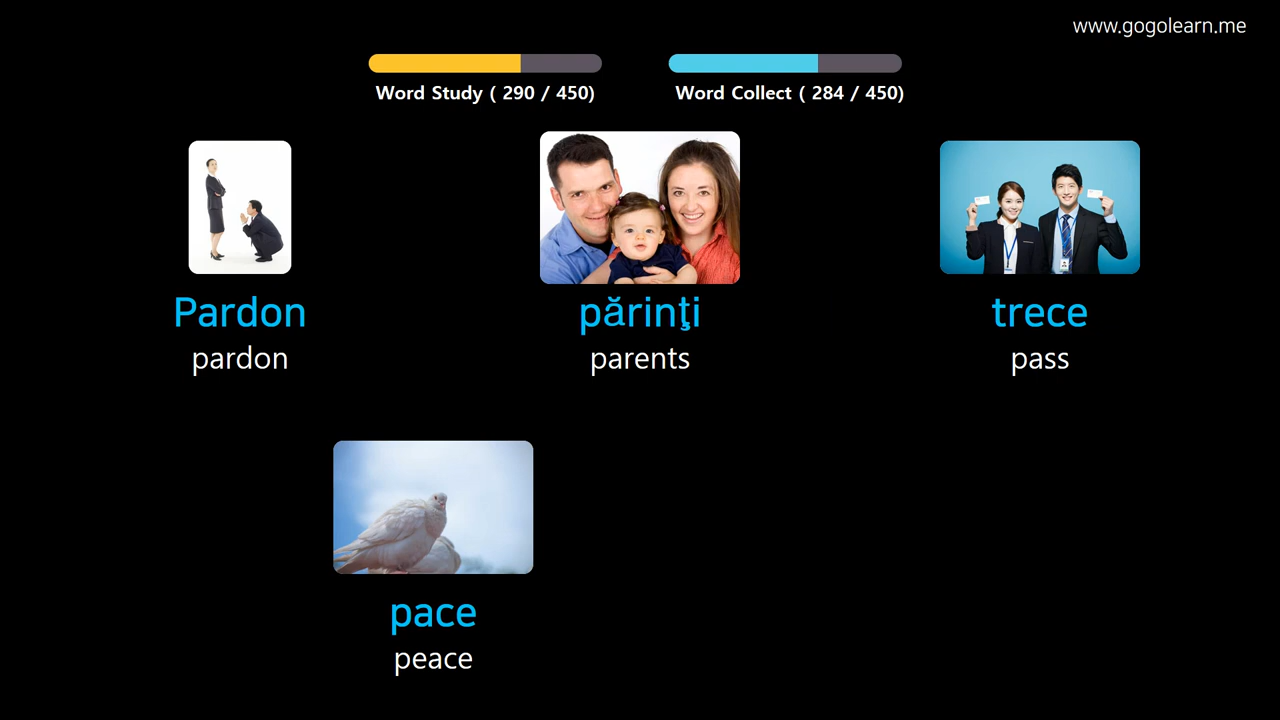 www.gogolearn.me
Word Study ( 290 / 450)
Word Collect ( 284 / 450)
Pardon
pardon
părinţi
parents
trece
pass
pace
peace